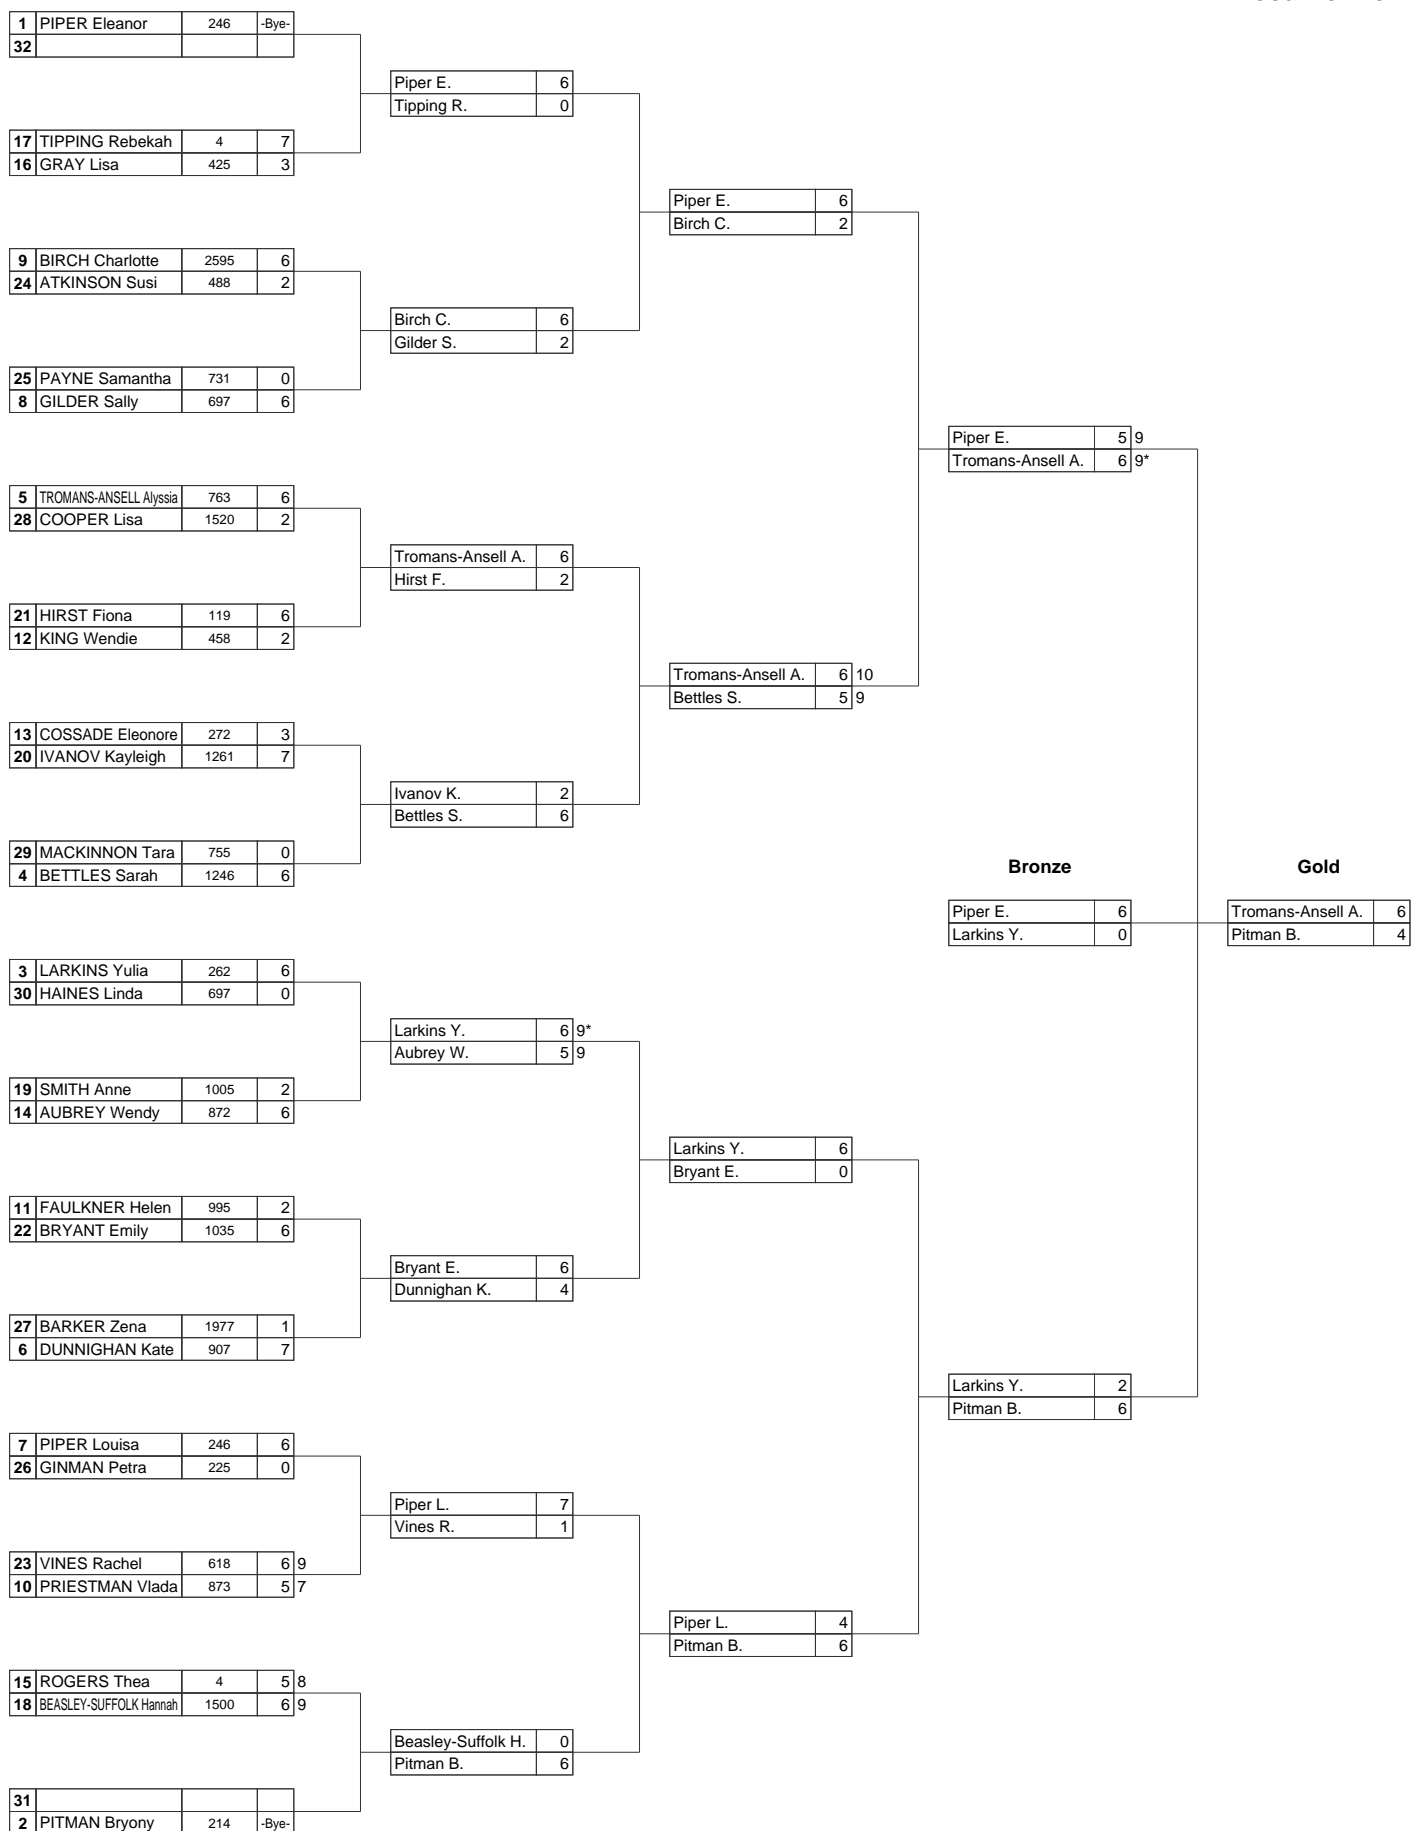 1 PIPER Eleanor 246 -Bye-
32
Piper E. 6
Tipping R. 0
17 TIPPING Rebekah 4 7
16 GRAY Lisa 425 3
Piper E. 6
Birch C. 2
9 BIRCH Charlotte 2595 6
24 ATKINSON Susi 488 2
Birch C. 6
Gilder S. 2
25 PAYNE Samantha 731 0
8 GILDER Sally 697 6
Piper E. 5 9
Tromans-Ansell A. 6 9*
5 TROMANS-ANSELL Alyssia 763 6
28 COOPER Lisa 1520 2
Tromans-Ansell A. 6
Hirst F. 2
21 HIRST Fiona 119 6
12 KING Wendie 458 2
Tromans-Ansell A. 6 10
Bettles S. 5 9
13 COSSADE Eleonore 272 3
20 IVANOV Kayleigh 1261 7
Ivanov K. 2
Bettles S. 6
29 MACKINNON Tara 755 0
4 BETTLES Sarah 1246 6
Bronze Gold
Piper E. 6 Tromans-Ansell A. 6
Larkins Y. 0 Pitman B. 4
3 LARKINS Yulia 262 6
30 HAINES Linda 697 0
Larkins Y. 6 9*
Aubrey W. 5 9
19 SMITH Anne 1005 2
14 AUBREY Wendy 872 6
Larkins Y. 6
Bryant E. 0
11 FAULKNER Helen 995 2
22 BRYANT Emily 1035 6
Bryant E. 6
Dunnighan K. 4
27 BARKER Zena 1977 1
6 DUNNIGHAN Kate 907 7
Larkins Y. 2
Pitman B. 6
7 PIPER Louisa 246 6
26 GINMAN Petra 225 0
Piper L. 7
Vines R. 1
23 VINES Rachel 618 6 9
10 PRIESTMAN Vlada 873 5 7
Piper L. 4
Pitman B. 6
15 ROGERS Thea 4 5 8
18 BEASLEY-SUFFOLK Hannah 1500 6 9
Beasley-Suffolk H. 0
Pitman B. 6
31
2 PITMAN Bryony 214 -Bye-